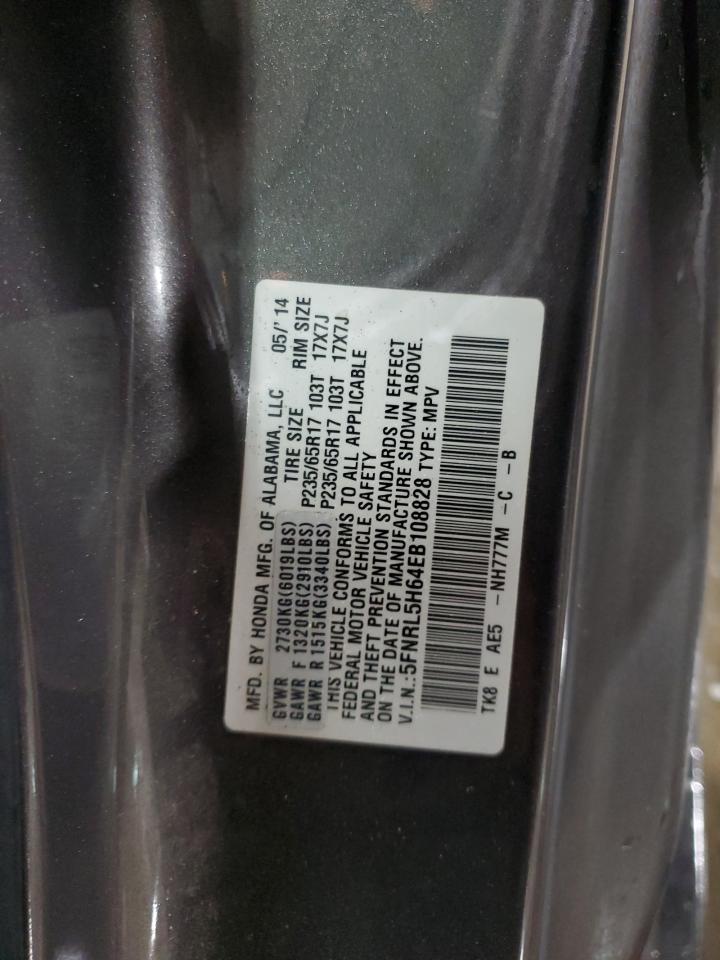 MFD. BY HONDA MFG. OF ALABAMA, LLC 05/'14
GVWR 2730KG(6019LBS) TIRE SIZE RIM SIZE
GAWR F 1320KG(2910LBS) P235/65R17 103T 17X7J
GAWR R 1515KG(3340LBS) P235/65R17 103T 17X7J
THIS VEHICLE CONFORMS TO ALL APPLICABLE
FEDERAL MOTOR VEHICLE SAFETY
AND THEFT PREVENTION STANDARDS IN EFFECT
ON THE DATE OF MANUFACTURE SHOWN ABOVE.
V.I.N.:5FNRL5H64EB108828 TYPE: MPV
TK8 E AE5 -NH777M -C -B